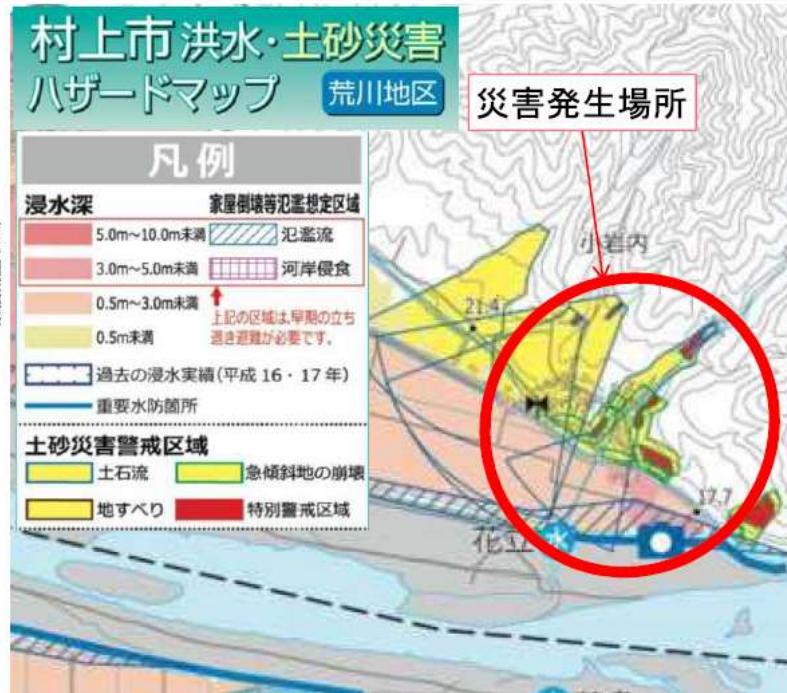 村上市 洪水・土砂災害
ハザードマップ 荒川地区
災害発生場所
凡例
浸水深
5.0m～10.0m未満
3.0m～5.0m未満
0.5m～3.0m未満
0.5m未満
家屋倒壊等氾濫想定区域
氾濫流
河岸侵食
上記の区域は、早期の立ち
退き避難が必要です。
過去の浸水実績(平成16・17年)
重要水防箇所
土砂災害警戒区域
土石流
急傾斜地の崩壊
地すべり
特別警戒区域
小岩内
21.4
17.7
花立
水